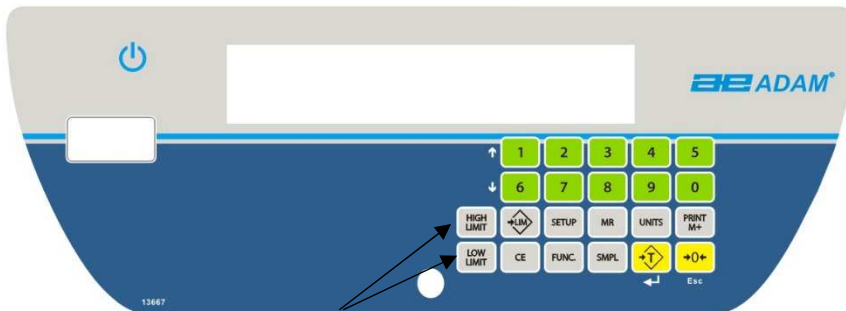 ae ADAM®
1 2 3 4 5
6 7 8 9 0
HIGH LIMIT LIM SETUP MR UNITS PRINT M+
LOW LIMIT CE FUNC. SMPL T 0
Esc
13667